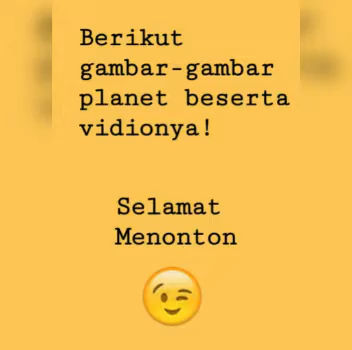 Berikut
gambar-gambar
planet beserta
vidionya!
Selamat
Menonton